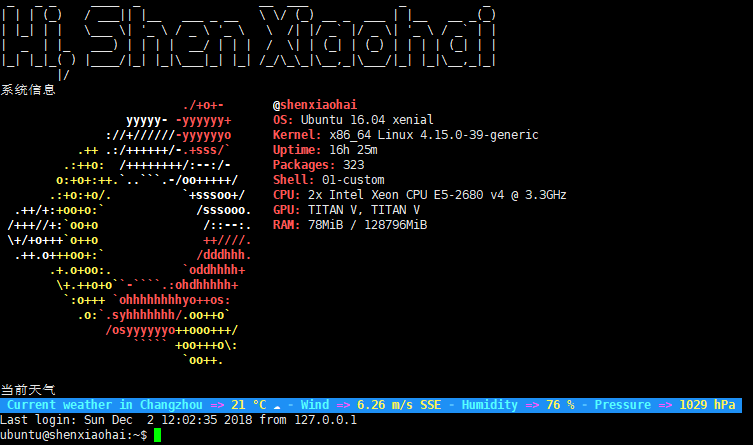 Hi, Shen Xiaohai
系统信息
@shenxiaohai
OS: Ubuntu 16.04 xenial
Kernel: x86_64 Linux 4.15.0-39-generic
Uptime: 16h 25m
Packages: 323
Shell: 01-custom
CPU: 2x Intel Xeon CPU E5-2680 v4 @ 3.3GHz
GPU: TITAN V, TITAN V
RAM: 78MiB / 128796MiB
当前天气
Current weather in Changzhou => 21 °C ☁ - Wind => 6.26 m/s SSE - Humidity => 76 % - Pressure => 1029 hPa
Last login: Sun Dec  2 12:02:35 2018 from 127.0.0.1
ubuntu@shenxiaohai:~$